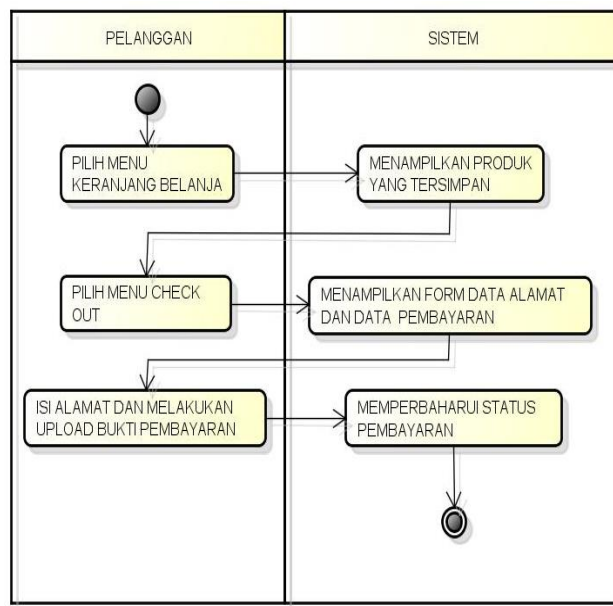 PELANGGAN
SISTEM
PILIH MENU
KERANJANG BELANJA
MENAMPILKAN PRODUK
YANG TERSIMPAN
PILIH MENU CHECK
OUT
MENAMPILKAN FORM DATA ALAMAT
DAN DATA PEMBAYARAN
ISI ALAMAT DAN MELAKUKAN
UPLOAD BUKTI PEMBAYARAN
MEMPERBAHARUI STATUS
PEMBAYARAN